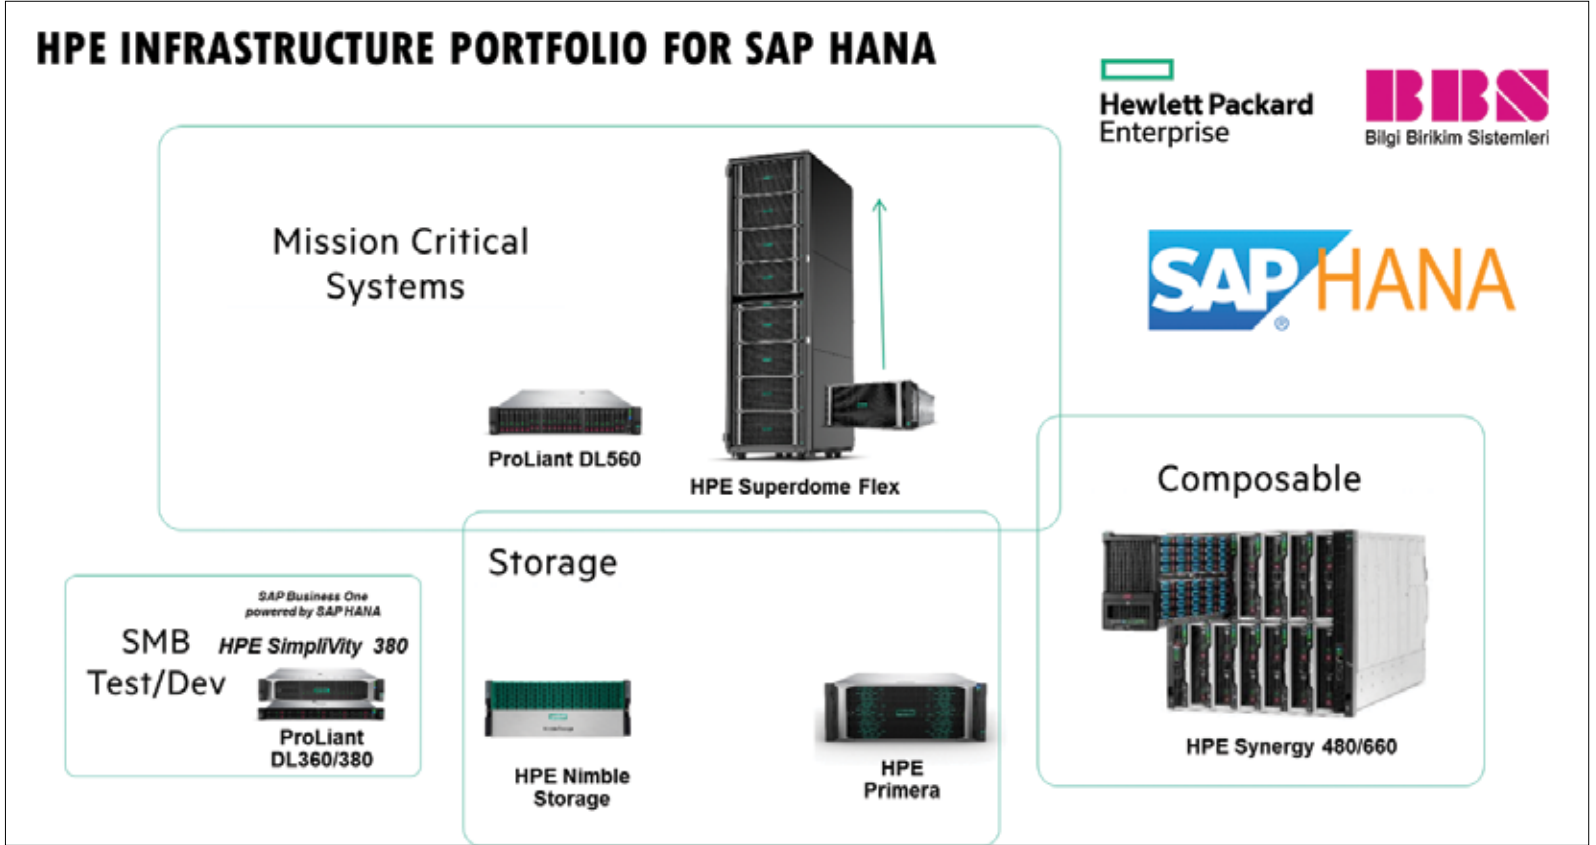 HPE INFRASTRUCTURE PORTFOLIO FOR SAP HANA
Hewlett Packard
Enterprise
BBS
Bilgi Birikim Sistemleri
Mission Critical
Systems
SAP HANA
®
ProLiant DL560
HPE Superdome Flex
Composable
HPE Synergy 480/660
Storage
HPE Nimble
Storage
HPE
Primera
SAP Business One
powered by SAP HANA
SMB
Test/Dev
HPE SimpliVity 380
ProLiant
DL360/380